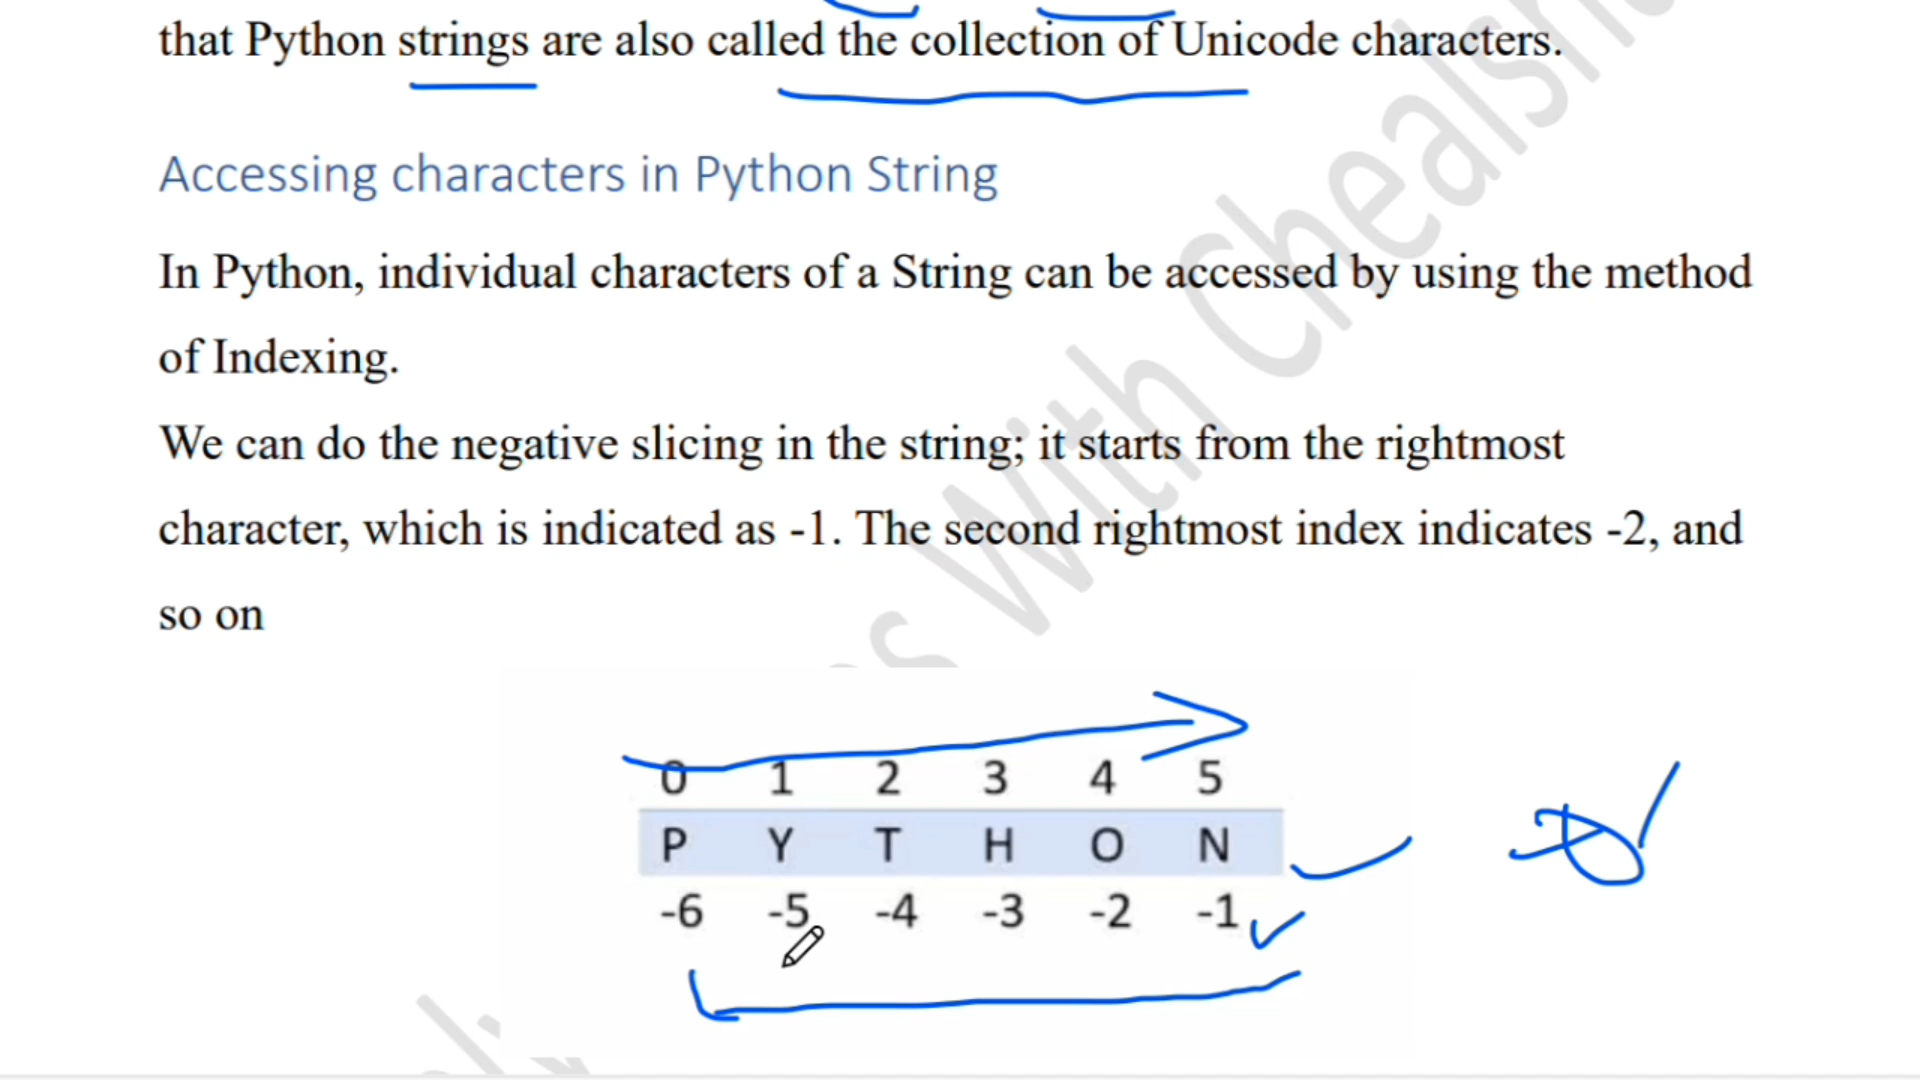 that Python strings are also called the collection of Unicode characters.
Accessing characters in Python String
In Python, individual characters of a String can be accessed by using the method
of Indexing.
We can do the negative slicing in the string; it starts from the rightmost
character, which is indicated as -1. The second rightmost index indicates -2, and
so on
0 1 2 3 4 5
P Y T H O N
-6 -5 -4 -3 -2 -1
With